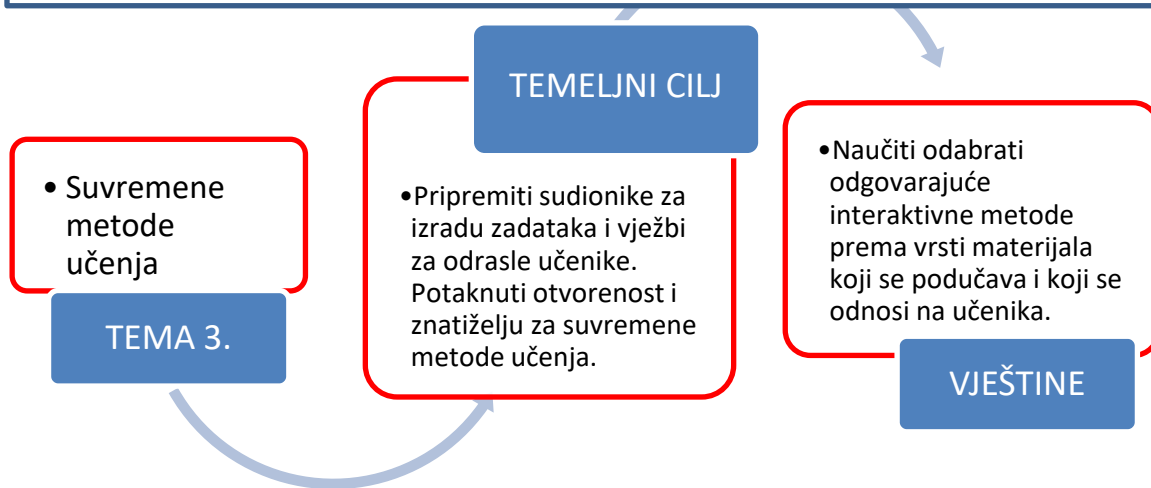 • Suvremene
metode
učenja
TEMA 3.
TEMELJNI CILJ
•Pripremiti sudionike za
izradu zadataka i vježbi
za odrasle učenike.
Potaknuti otvorenost i
znatiželju za suvremene
metode učenja.
•Naučiti odabrati
odgovarajuće
interaktivne metode
prema vrsti materijala
koji se podučava i koji se
odnosi na učenika.
VJEŠTINE